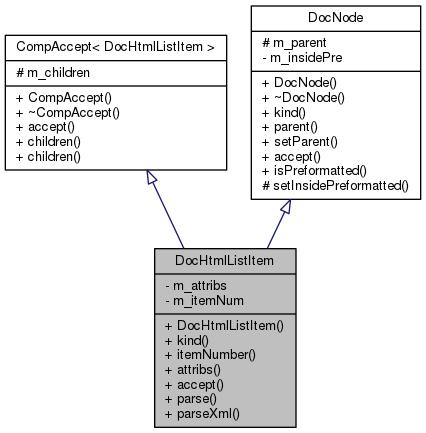 CompAccept< DocHtmlListItem >
# m_children
+ CompAccept()
+ ~CompAccept()
+ accept()
+ children()
+ children()
DocNode
# m_parent
- m_insidePre
+ DocNode()
+ ~DocNode()
+ kind()
+ parent()
+ setParent()
+ accept()
+ isPreformatted()
# setInsidePreformatted()
DocHtmlListItem
- m_attribs
- m_itemNum
+ DocHtmlListItem()
+ kind()
+ itemNumber()
+ attribs()
+ accept()
+ parse()
+ parseXml()